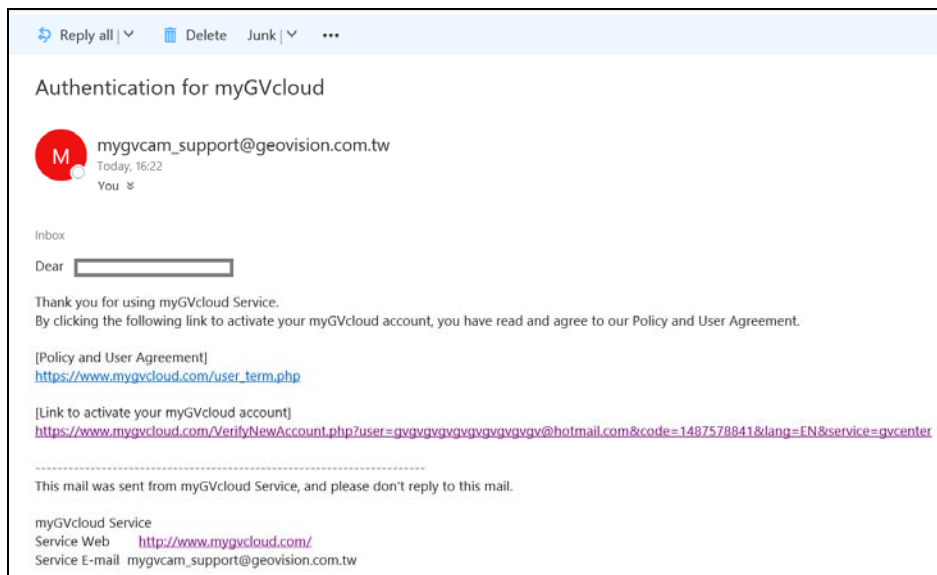 Reply all |
Delete
Junk |
...
Authentication for myGVcloud
M
mygvcam_support@geovision.com.tw
Today, 16:22
You
Inbox
Dear
Thank you for using myGVcloud Service.
By clicking the following link to activate your myGVcloud account, you have read and agree to our Policy and User Agreement.
[Policy and User Agreement]
https://www.mygvcloud.com/user_term.php
[Link to activate your myGVcloud account]
https://www.mygvcloud.com/VerifyNewAccount.php?user=gvgvgvgvgvgvgvgvgvgv@hotmail.com&code=1487578841&lang=EN&service=gvcenter
------------------------------------------------------------------------
This mail was sent from myGVcloud Service, and please don't reply to this mail.
myGVcloud Service
Service Web http://www.mygvcloud.com/
Service E-mail mygvcam_support@geovision.com.tw